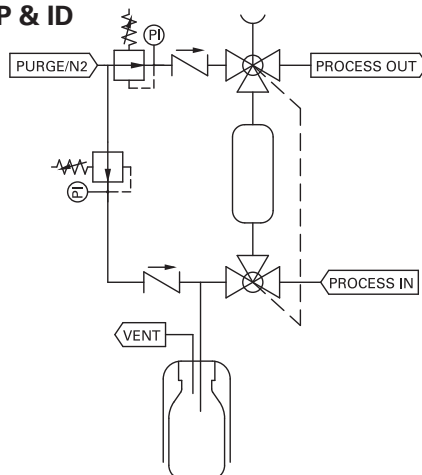 P & ID
PI
PURGE/N2
PROCESS OUT
PI
PROCESS IN
VENT